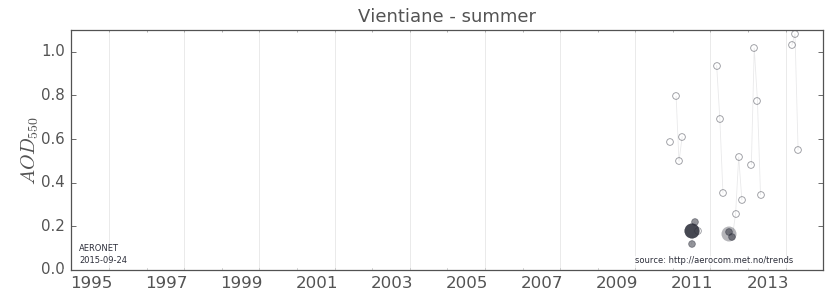 Vientiane - summer
1.0
0.8
0.6
0.4
0.2
0.0
AOD550
AERONET
2015-09-24
source: http://aerocom.met.no/trends
1995 1997 1999 2001 2003 2005 2007 2009 2011 2013